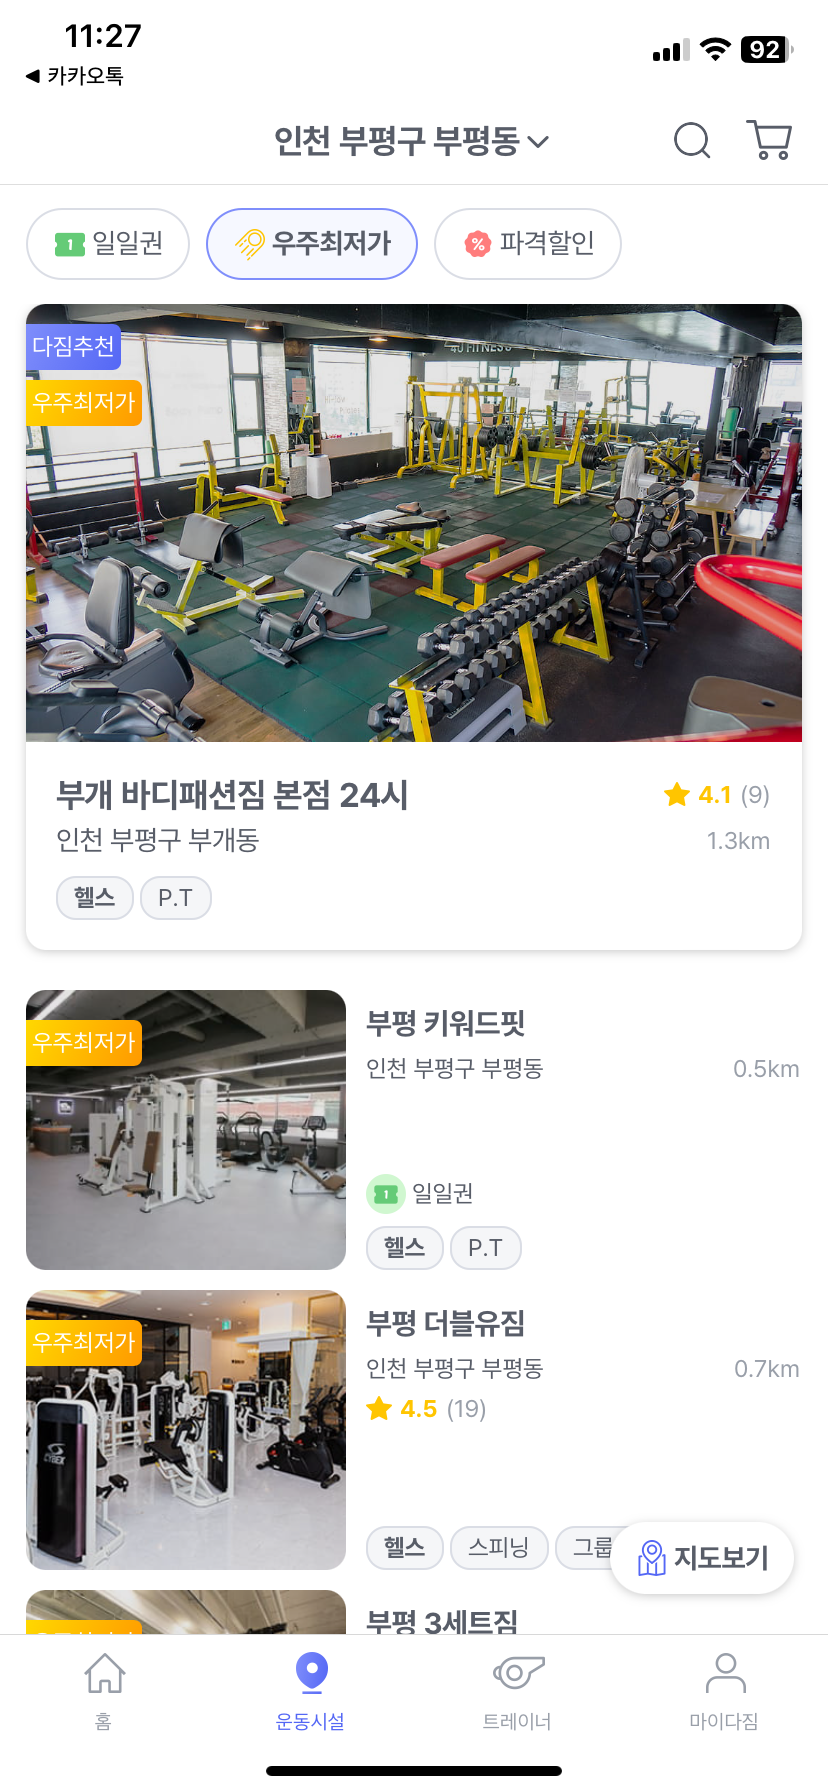 11:27
92
◀ 카카오톡
인천 부평구 부평동
1 일일권
우주최저가
% 파격할인
다짐추천
우주최저가
4U FITNESS
부개 바디패션짐 본점 24시
4.1 (9)
인천 부평구 부개동
1.3km
헬스
P.T
우주최저가
부평 키워드핏
인천 부평구 부평동
0.5km
1 일일권
헬스
P.T
우주최저가
CYBEX
부평 더블유짐
인천 부평구 부평동
0.7km
4.5 (19)
헬스
스피닝
그룹
지도보기
부평 3세트짐
홈
운동시설
트레이너
마이다짐